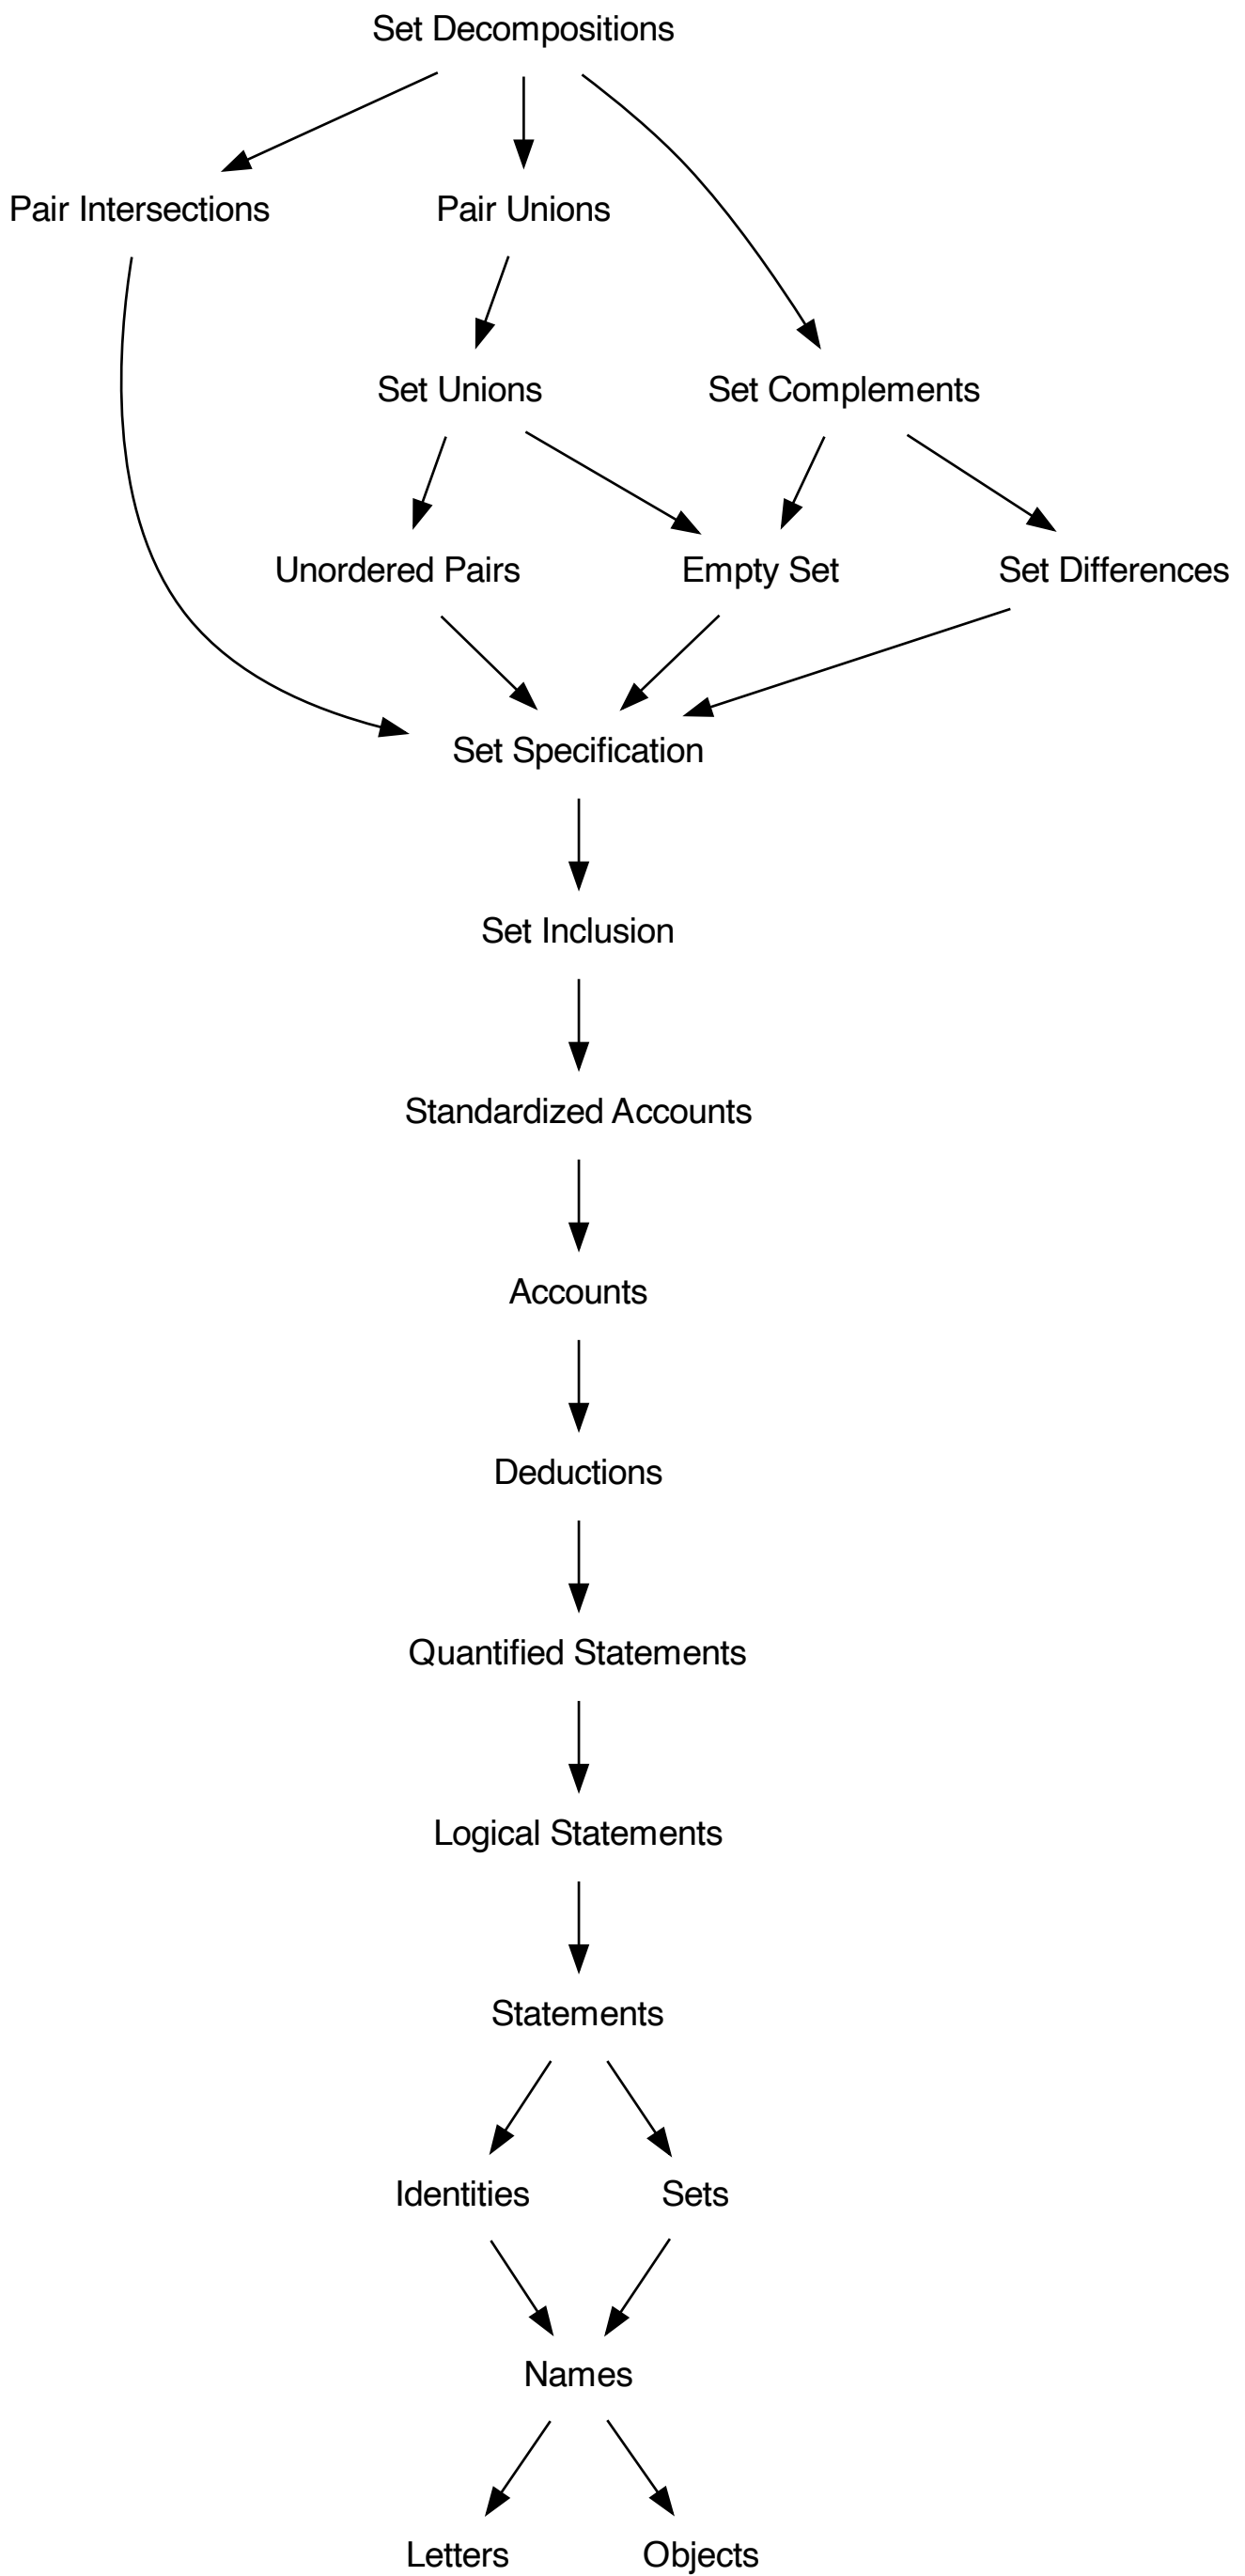 Set Decompositions
Pair Intersections
Pair Unions
Set Unions
Set Complements
Unordered Pairs
Empty Set
Set Differences
Set Specification
Set Inclusion
Standardized Accounts
Accounts
Deductions
Quantified Statements
Logical Statements
Statements
Identities
Sets
Names
Letters
Objects